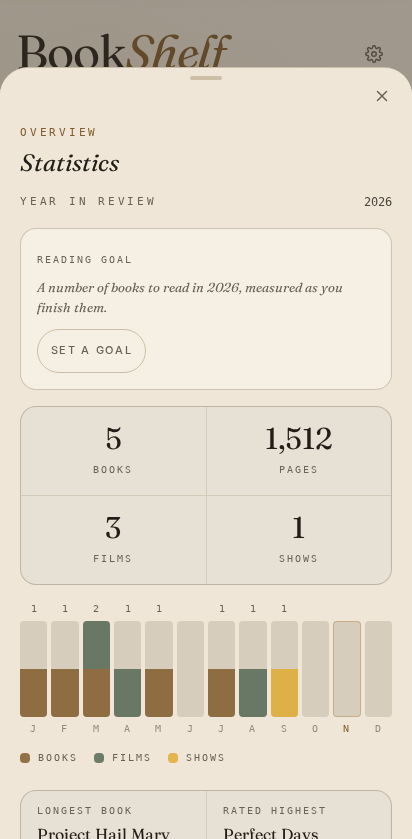 BookShelf
OVERVIEW
Statistics
YEAR IN REVIEW 2026
READING GOAL
A number of books to read in 2026, measured as you
finish them.
SET A GOAL
5 1,512
BOOKS PAGES
3 1
FILMS SHOWS
1 1 2 1 1 1 1 1
J F M A M J J A S O N D
BOOKS FILMS SHOWS
LONGEST BOOK RATED HIGHEST
Project Hail Mary Perfect Days